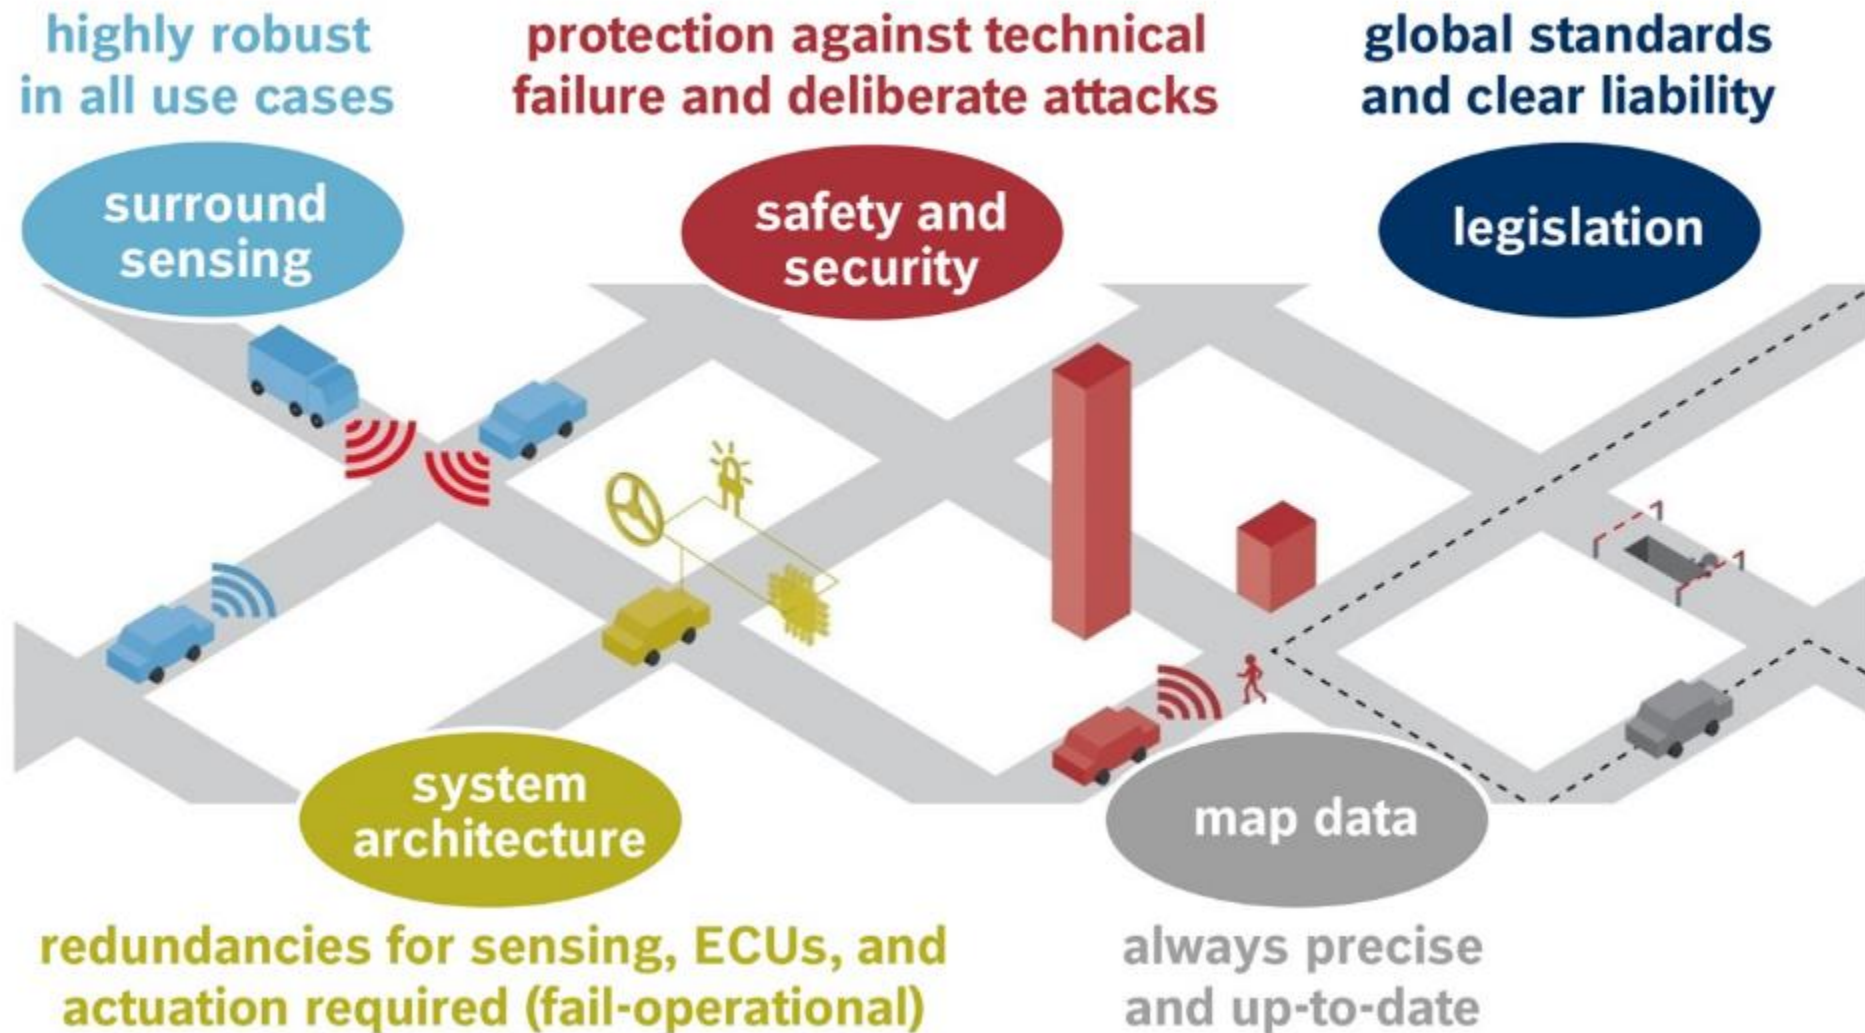 highly robust
in all use cases
surround
sensing
protection against technical
failure and deliberate attacks
safety and
security
global standards
and clear liability
legislation
system
architecture
redundancies for sensing, ECUs, and
actuation required (fail-operational)
map data
always precise
and up-to-date